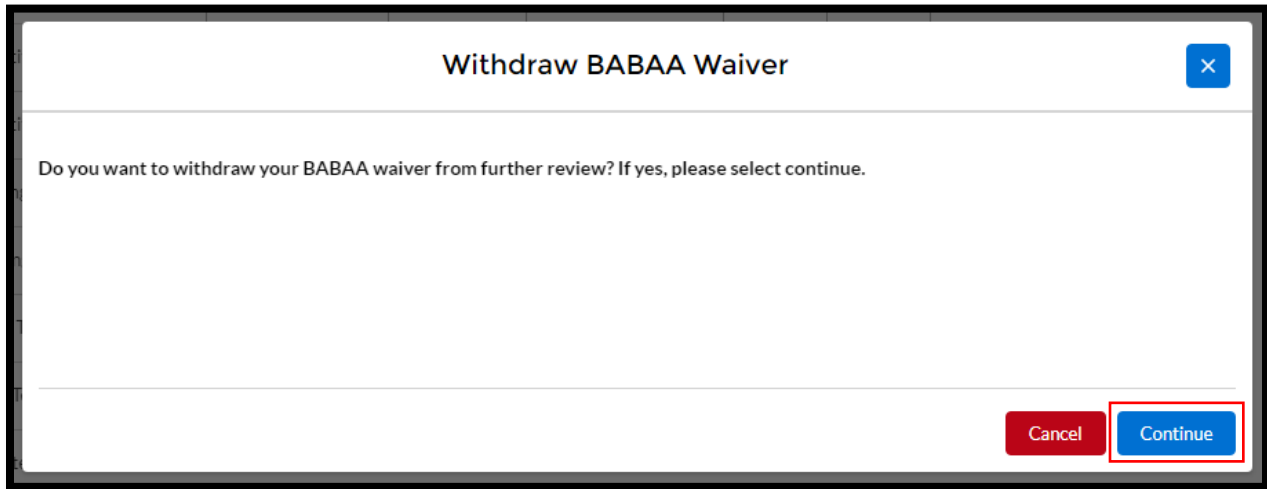 Withdraw BABAA Waiver
Do you want to withdraw your BABAA waiver from further review? If yes, please select continue.
Cancel
Continue